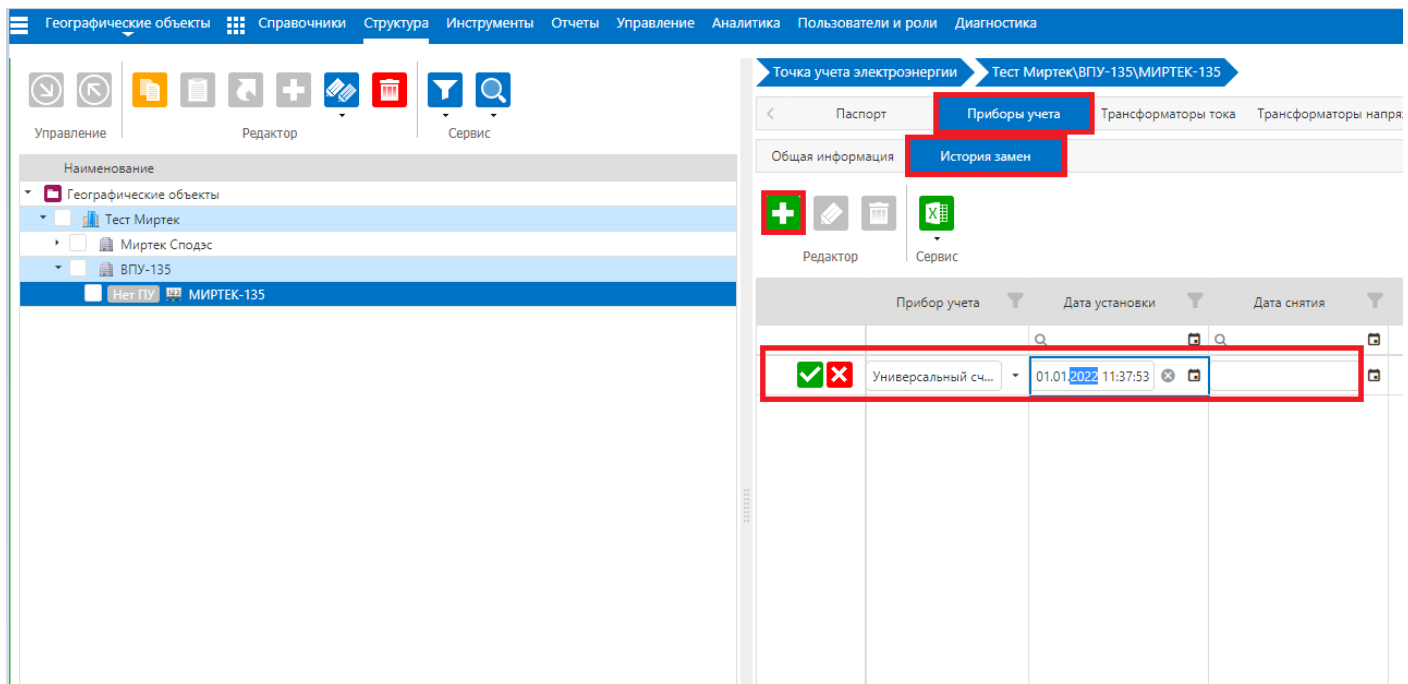 Географические объекты Справочники Структура Инструменты Отчеты Управление Аналитика Пользователи и роли Диагностика
Управление Редактор Сервис
Наименование
Географические объекты
Тест Миртек
Миртек Сподэс
ВПУ-135
Нет ПУ 123 МИРТЕК-135
Точка учета электроэнергии Тест Миртек\ВПУ-135\МИРТЕК-135
Паспорт Приборы учета Трансформаторы тока Трансформаторы напря
Общая информация История замен
Редактор Сервис
Прибор учета Дата установки Дата снятия
Универсальный сч... 01.01.2022 11:37:53